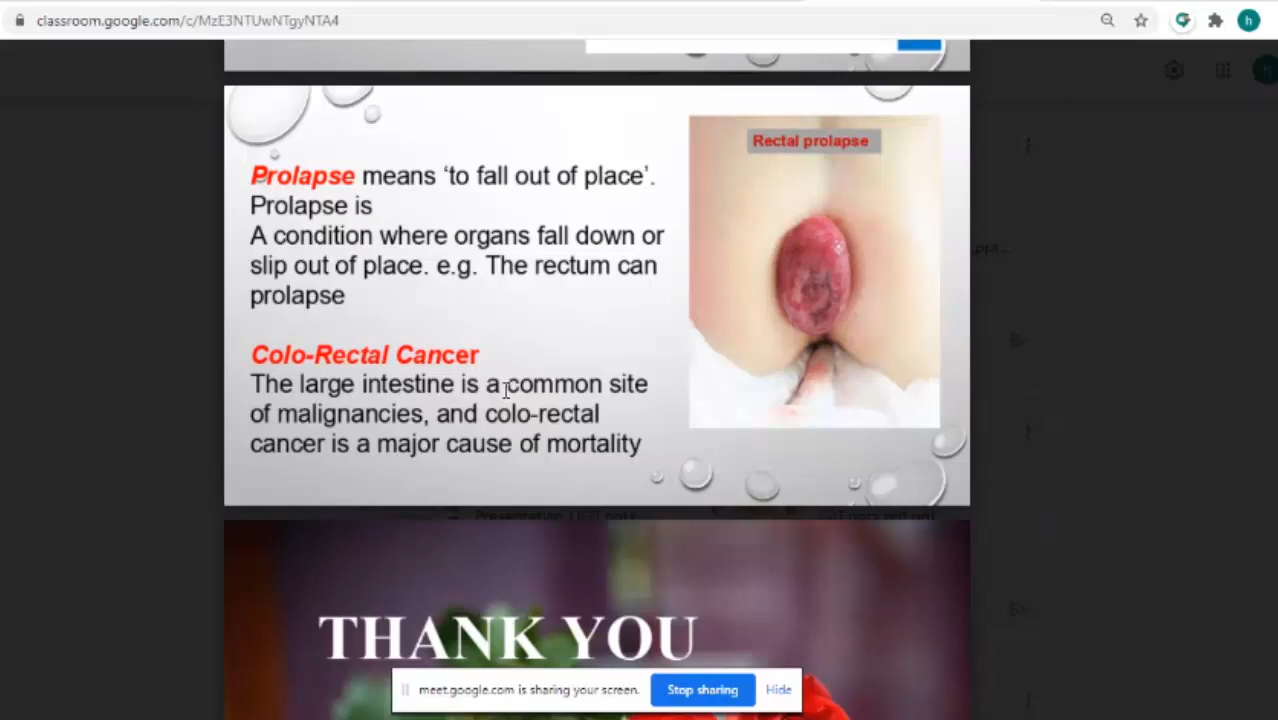 classroom.google.com/c/MzE3NTUwNTgyNTA4
Rectal prolapse
Prolapse means ‘to fall out of place’.
Prolapse is
A condition where organs fall down or
slip out of place. e.g. The rectum can
prolapse
Colo-Rectal Cancer
The large intestine is a common site
of malignancies, and colo-rectal
cancer is a major cause of mortality
THANK YOU
meet.google.com is sharing your screen.
Stop sharing
Hide